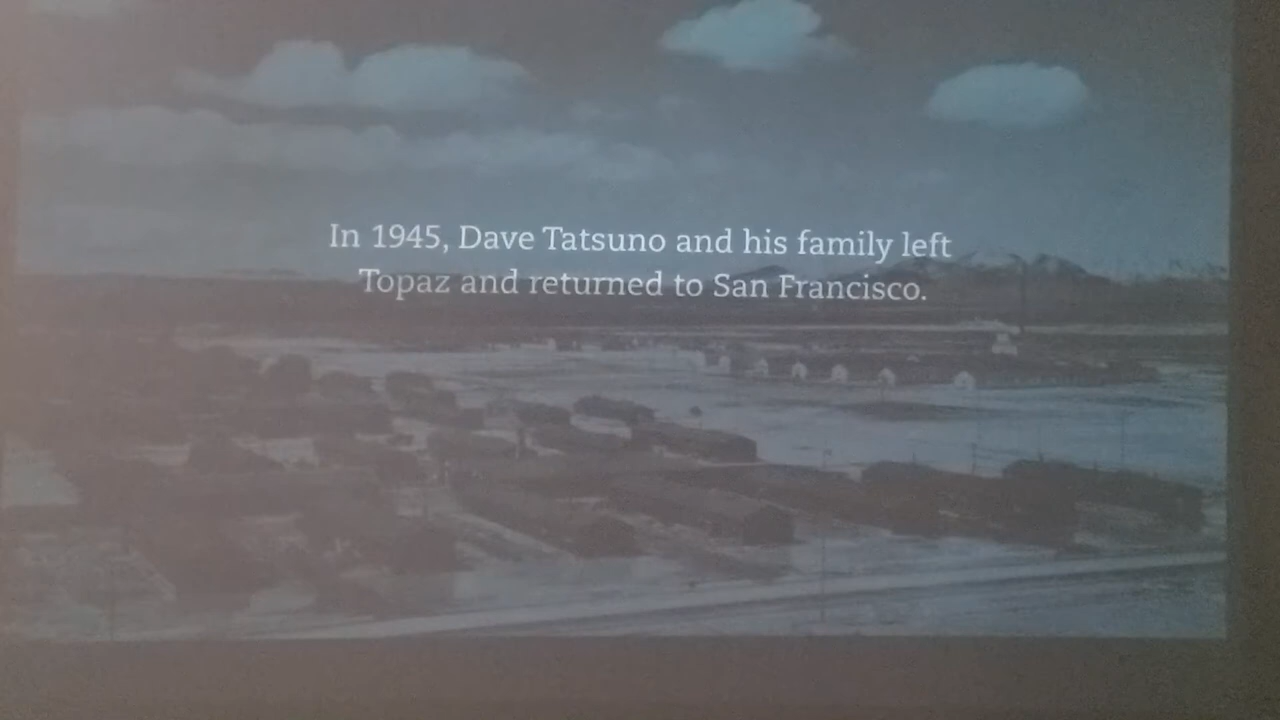 In 1945, Dave Tatsuno and his family left
Topaz and returned to San Francisco.